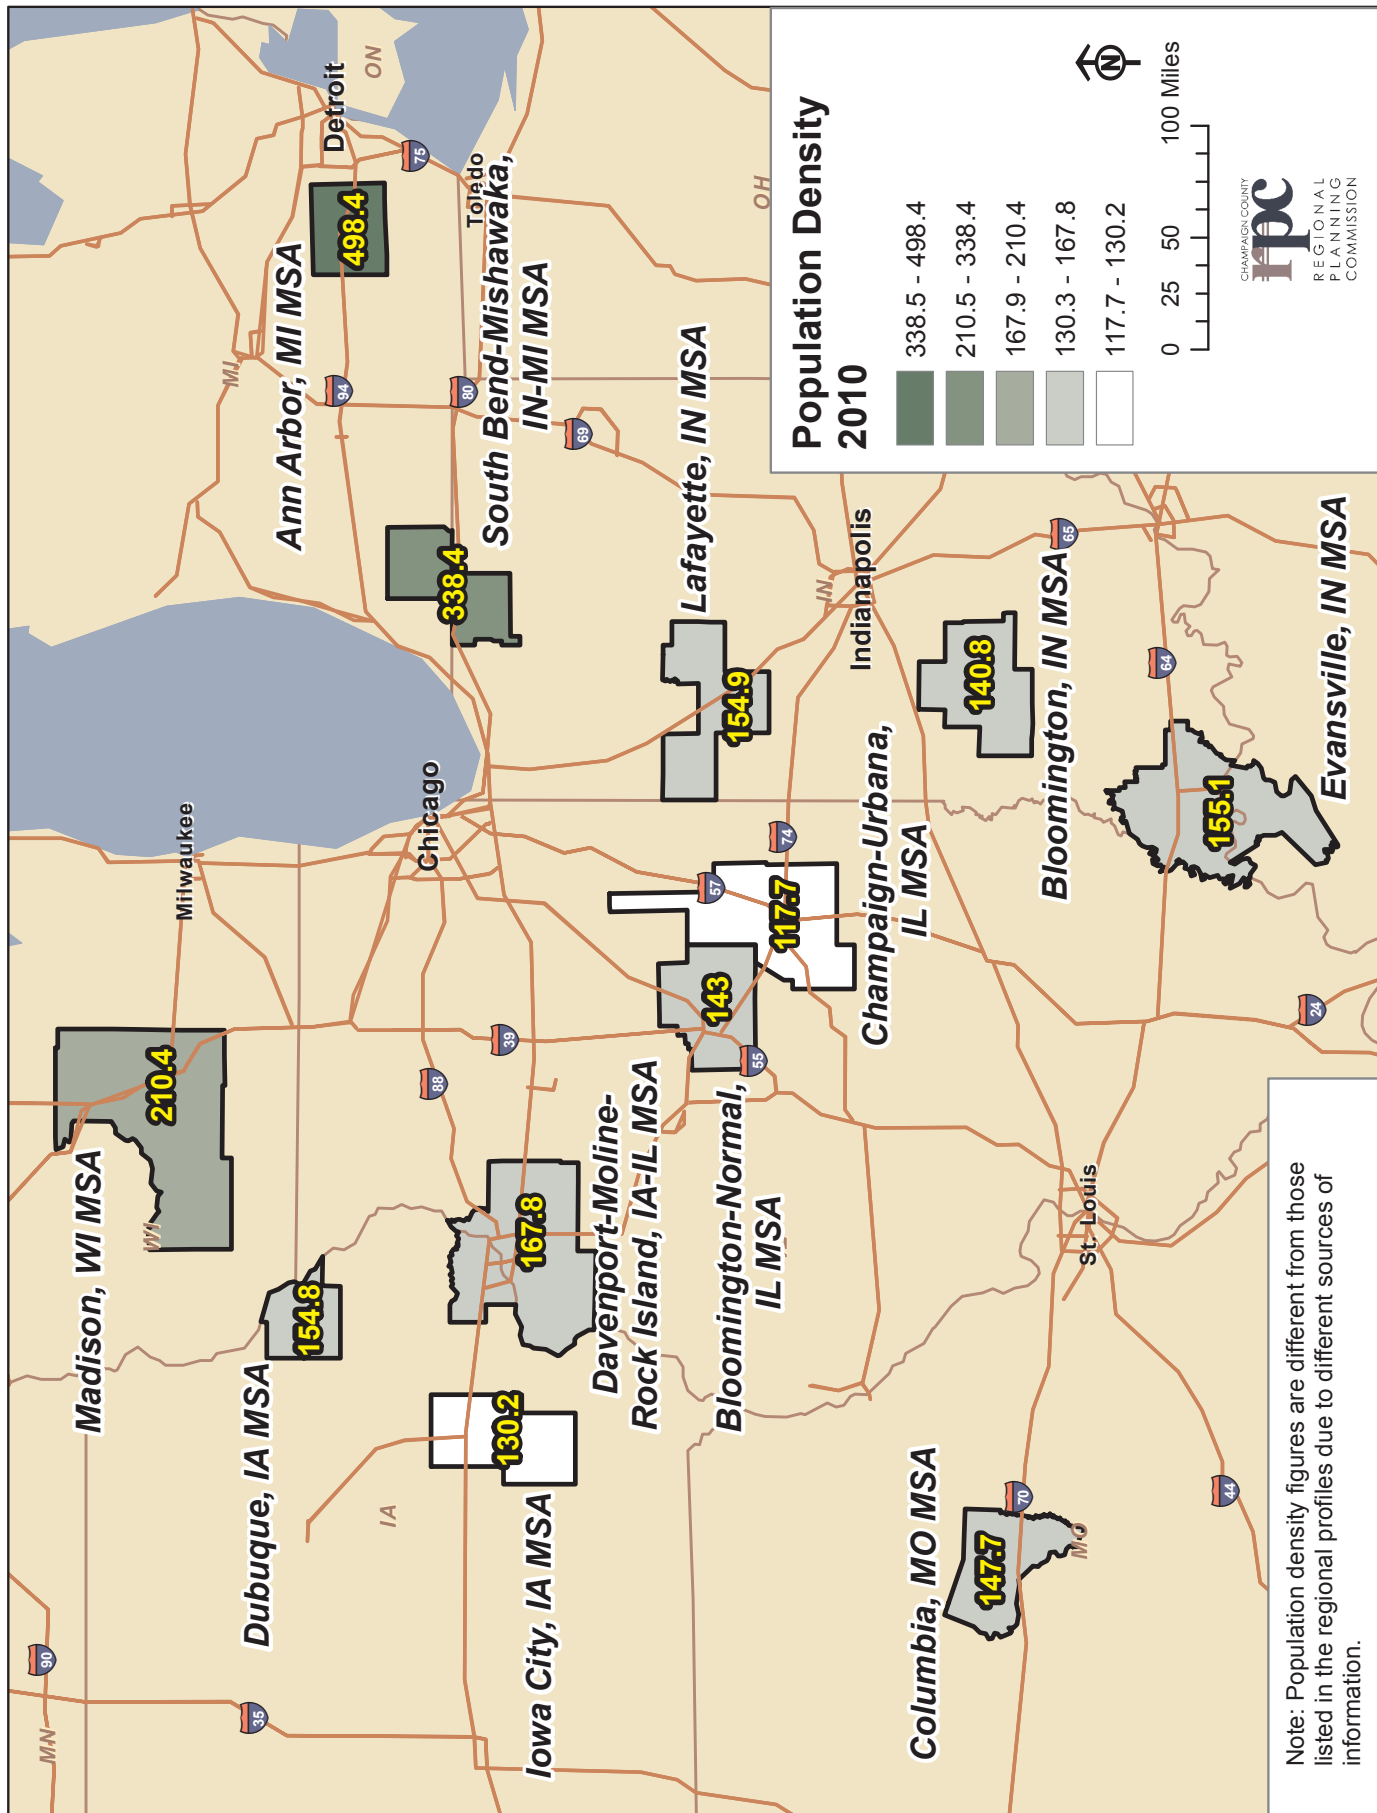 MN
90
35
Madison, WI MSA
210.4
WI
Milwaukee
Dubuque, IA MSA
154.8
IA
Iowa City, IA MSA
130.2
Davenport-Moline-
Rock Island, IA-IL MSA
167.8
88
39
Chicago
Ann Arbor, MI MSA
498.4
MI
94
Detroit
ON
75
Toledo
80
South Bend-Mishawaka,
IN-MI MSA
338.4
69
OH
Lafayette, IN MSA
154.9
Bloomington-Normal,
IL MSA
143
55
57
117.7
74
Champaign-Urbana,
IL MSA
IN
Indianapolis
Columbia, MO MSA
147.7
70
MO
St. Louis
44
24
Bloomington, IN MSA
140.8
65
64
155.1
Evansville, IN MSA
Population Density
2010
338.5 - 498.4
210.5 - 338.4
167.9 - 210.4
130.3 - 167.8
117.7 - 130.2
N
0 25 50 100 Miles
CHAMPAIGN COUNTY
rpc
REGIONAL
PLANNING
COMMISSION
Note: Population density figures are different from those
listed in the regional profiles due to different sources of
information.